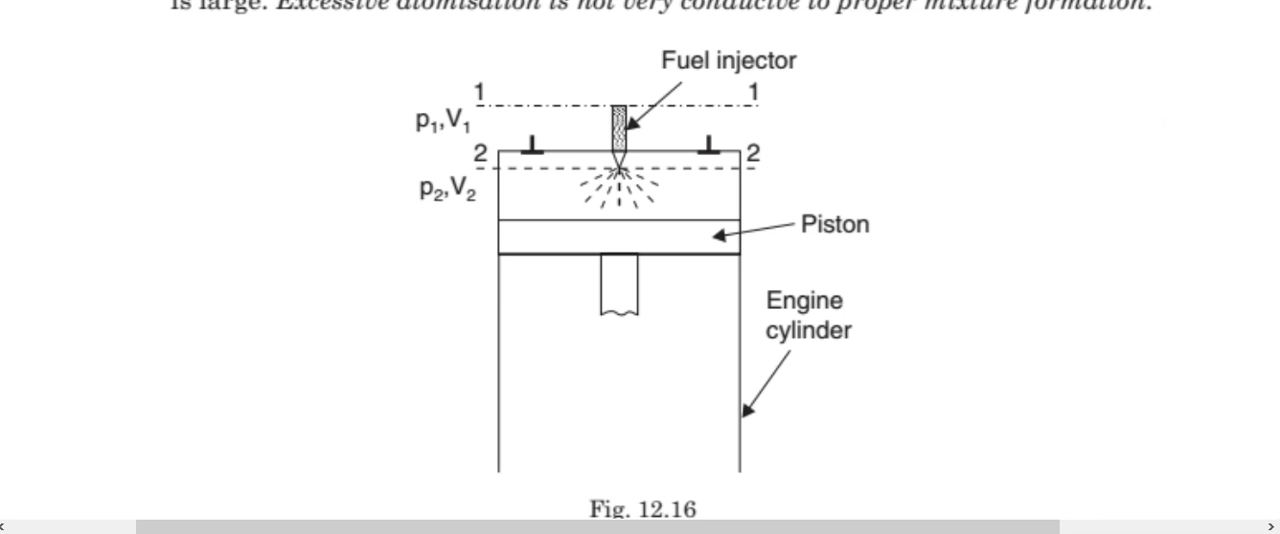 is large. Excessive atomisation is not very conducive to proper mixture formation.
Fuel injector
1 1
p₁,V₁
2 2
p₂,V₂
Piston
Engine
cylinder
Fig. 12.16